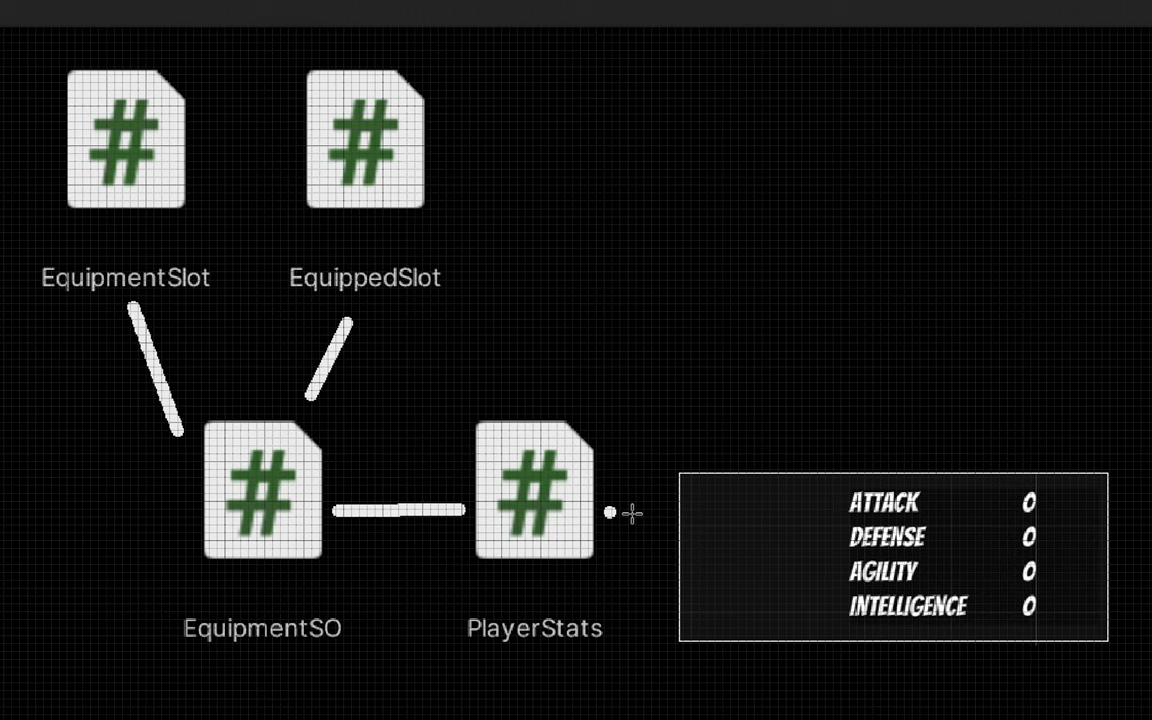 #
#
EquipmentSlot
EquippedSlot
#
#
ATTACK 0
DEFENSE 0
AGILITY 0
INTELLIGENCE 0
EquipmentSO
PlayerStats